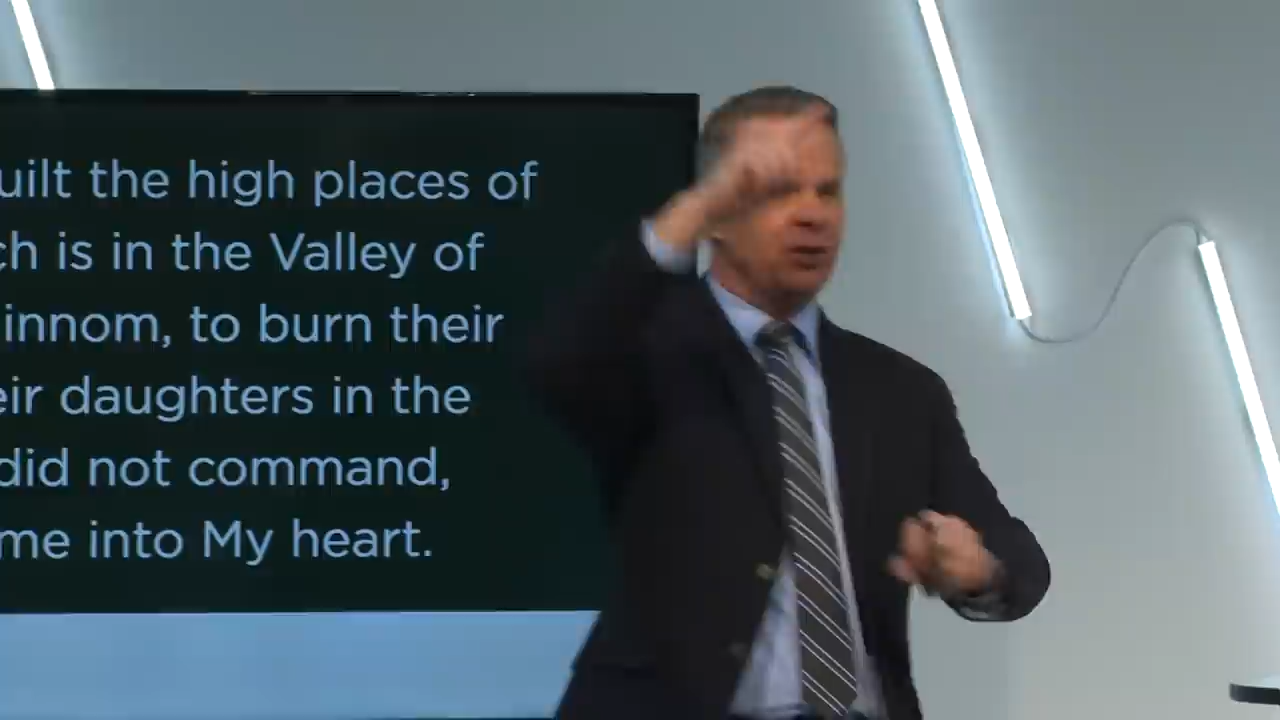 uilt the high places of
ch is in the Valley of
innom, to burn their
eir daughters in the
did not command,
me into My heart.